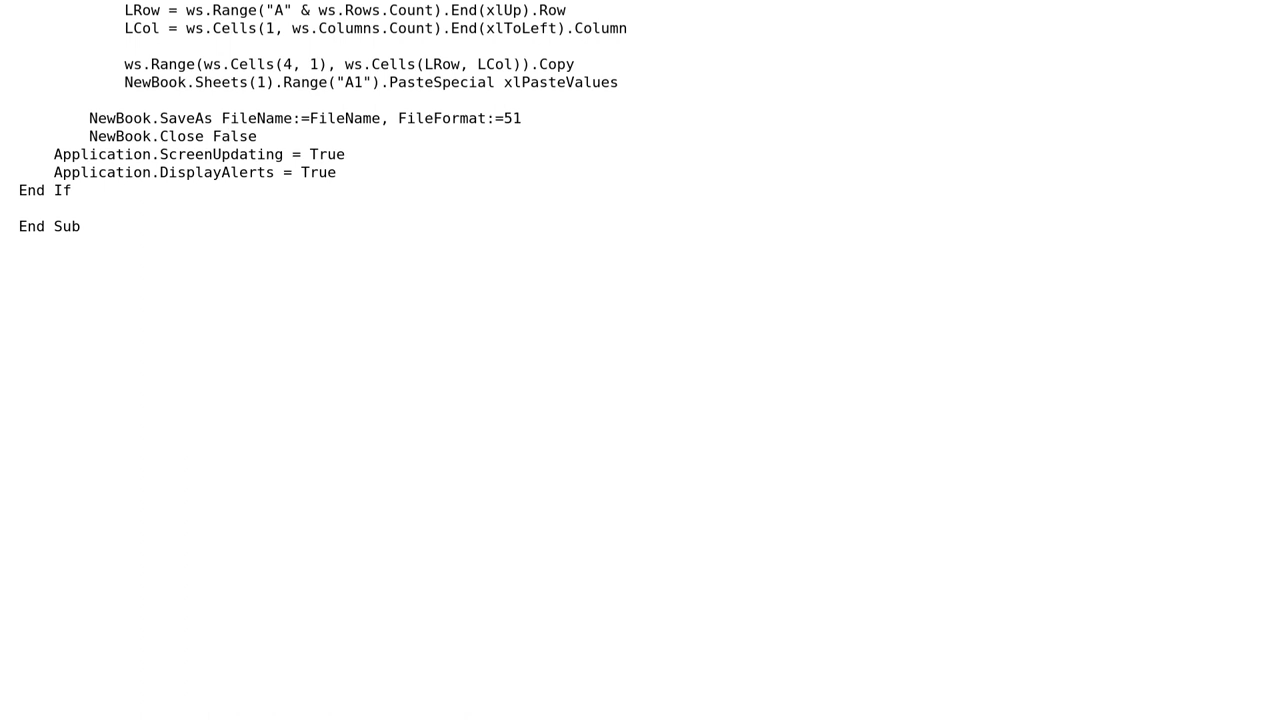 LRow = ws.Range("A" & ws.Rows.Count).End(xlUp).Row
            LCol = ws.Cells(1, ws.Columns.Count).End(xlToLeft).Column

            ws.Range(ws.Cells(4, 1), ws.Cells(LRow, LCol)).Copy
            NewBook.Sheets(1).Range("A1").PasteSpecial xlPasteValues

        NewBook.SaveAs FileName:=FileName, FileFormat:=51
        NewBook.Close False
    Application.ScreenUpdating = True
    Application.DisplayAlerts = True
End If

End Sub